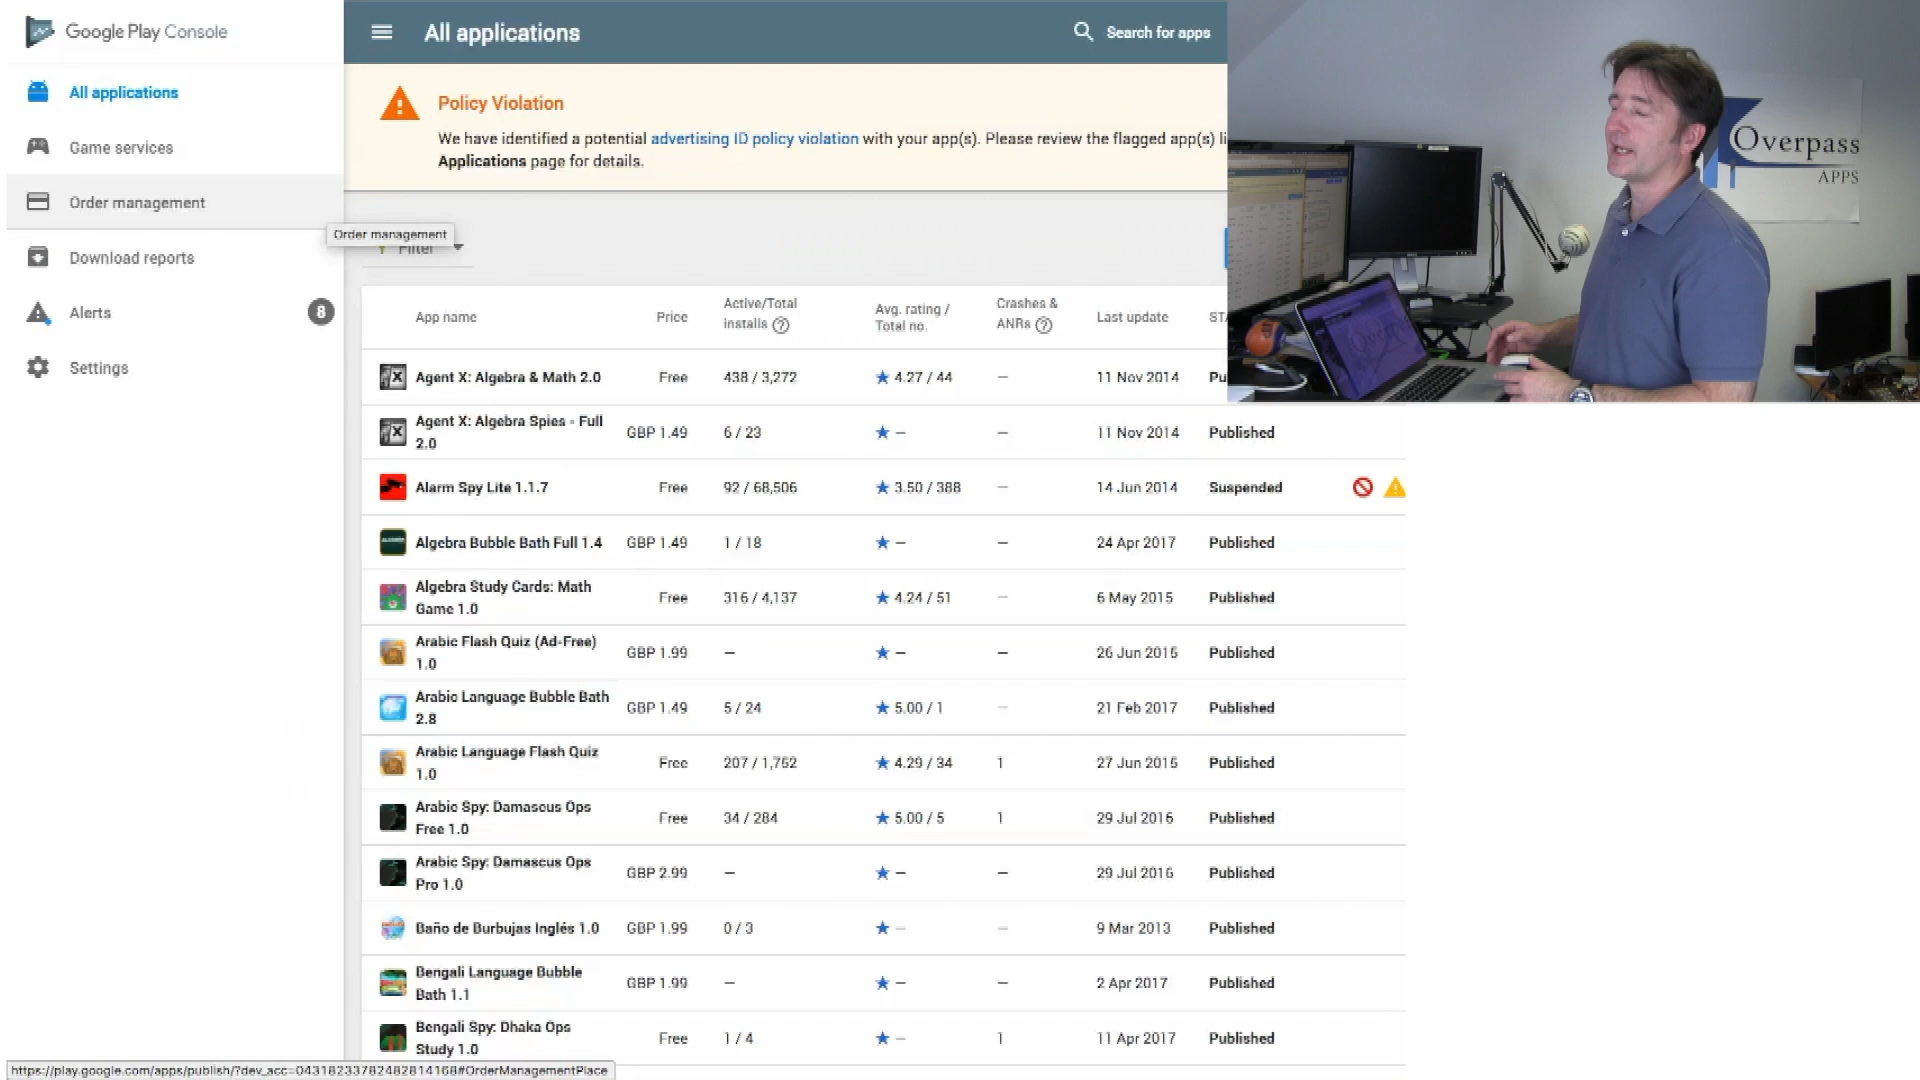 Google Play Console
All applications
Search for apps
All applications
Game services
Order management
Download reports
Alerts
8
Settings
Policy Violation
We have identified a potential advertising ID policy violation with your app(s). Please review the flagged app(s) li
Applications page for details.
Order management
Filter
Overpass
APPS
App name Price Active/Total installs Avg. rating / Total no. Crashes & ANRs Last update STA
Agent X: Algebra & Math 2.0 Free 438 / 3,272 4.27 / 44 — 11 Nov 2014 Pu
Agent X: Algebra Spies - Full 2.0 GBP 1.49 6 / 23 — — 11 Nov 2014 Published
Alarm Spy Lite 1.1.7 Free 92 / 68,506 3.50 / 388 — 14 Jun 2014 Suspended
Algebra Bubble Bath Full 1.4 GBP 1.49 1 / 18 — — 24 Apr 2017 Published
Algebra Study Cards: Math Game 1.0 Free 316 / 4,137 4.24 / 51 — 6 May 2015 Published
Arabic Flash Quiz (Ad-Free) 1.0 GBP 1.99 — — — 26 Jun 2015 Published
Arabic Language Bubble Bath 2.8 GBP 1.49 5 / 24 5.00 / 1 — 21 Feb 2017 Published
Arabic Language Flash Quiz 1.0 Free 207 / 1,752 4.29 / 34 1 27 Jun 2015 Published
Arabic Spy: Damascus Ops Free 1.0 Free 34 / 284 5.00 / 5 1 29 Jul 2016 Published
Arabic Spy: Damascus Ops Pro 1.0 GBP 2.99 — — — 29 Jul 2016 Published
Baño de Burbujas Inglés 1.0 GBP 1.99 0 / 3 — — 9 Mar 2013 Published
Bengali Language Bubble Bath 1.1 GBP 1.99 — — — 2 Apr 2017 Published
Bengali Spy: Dhaka Ops Study 1.0 Free 1 / 4 — 1 11 Apr 2017 Published
https://play.google.com/apps/publish/?dev_acc=04318233782482814168#OrderManagementPlace